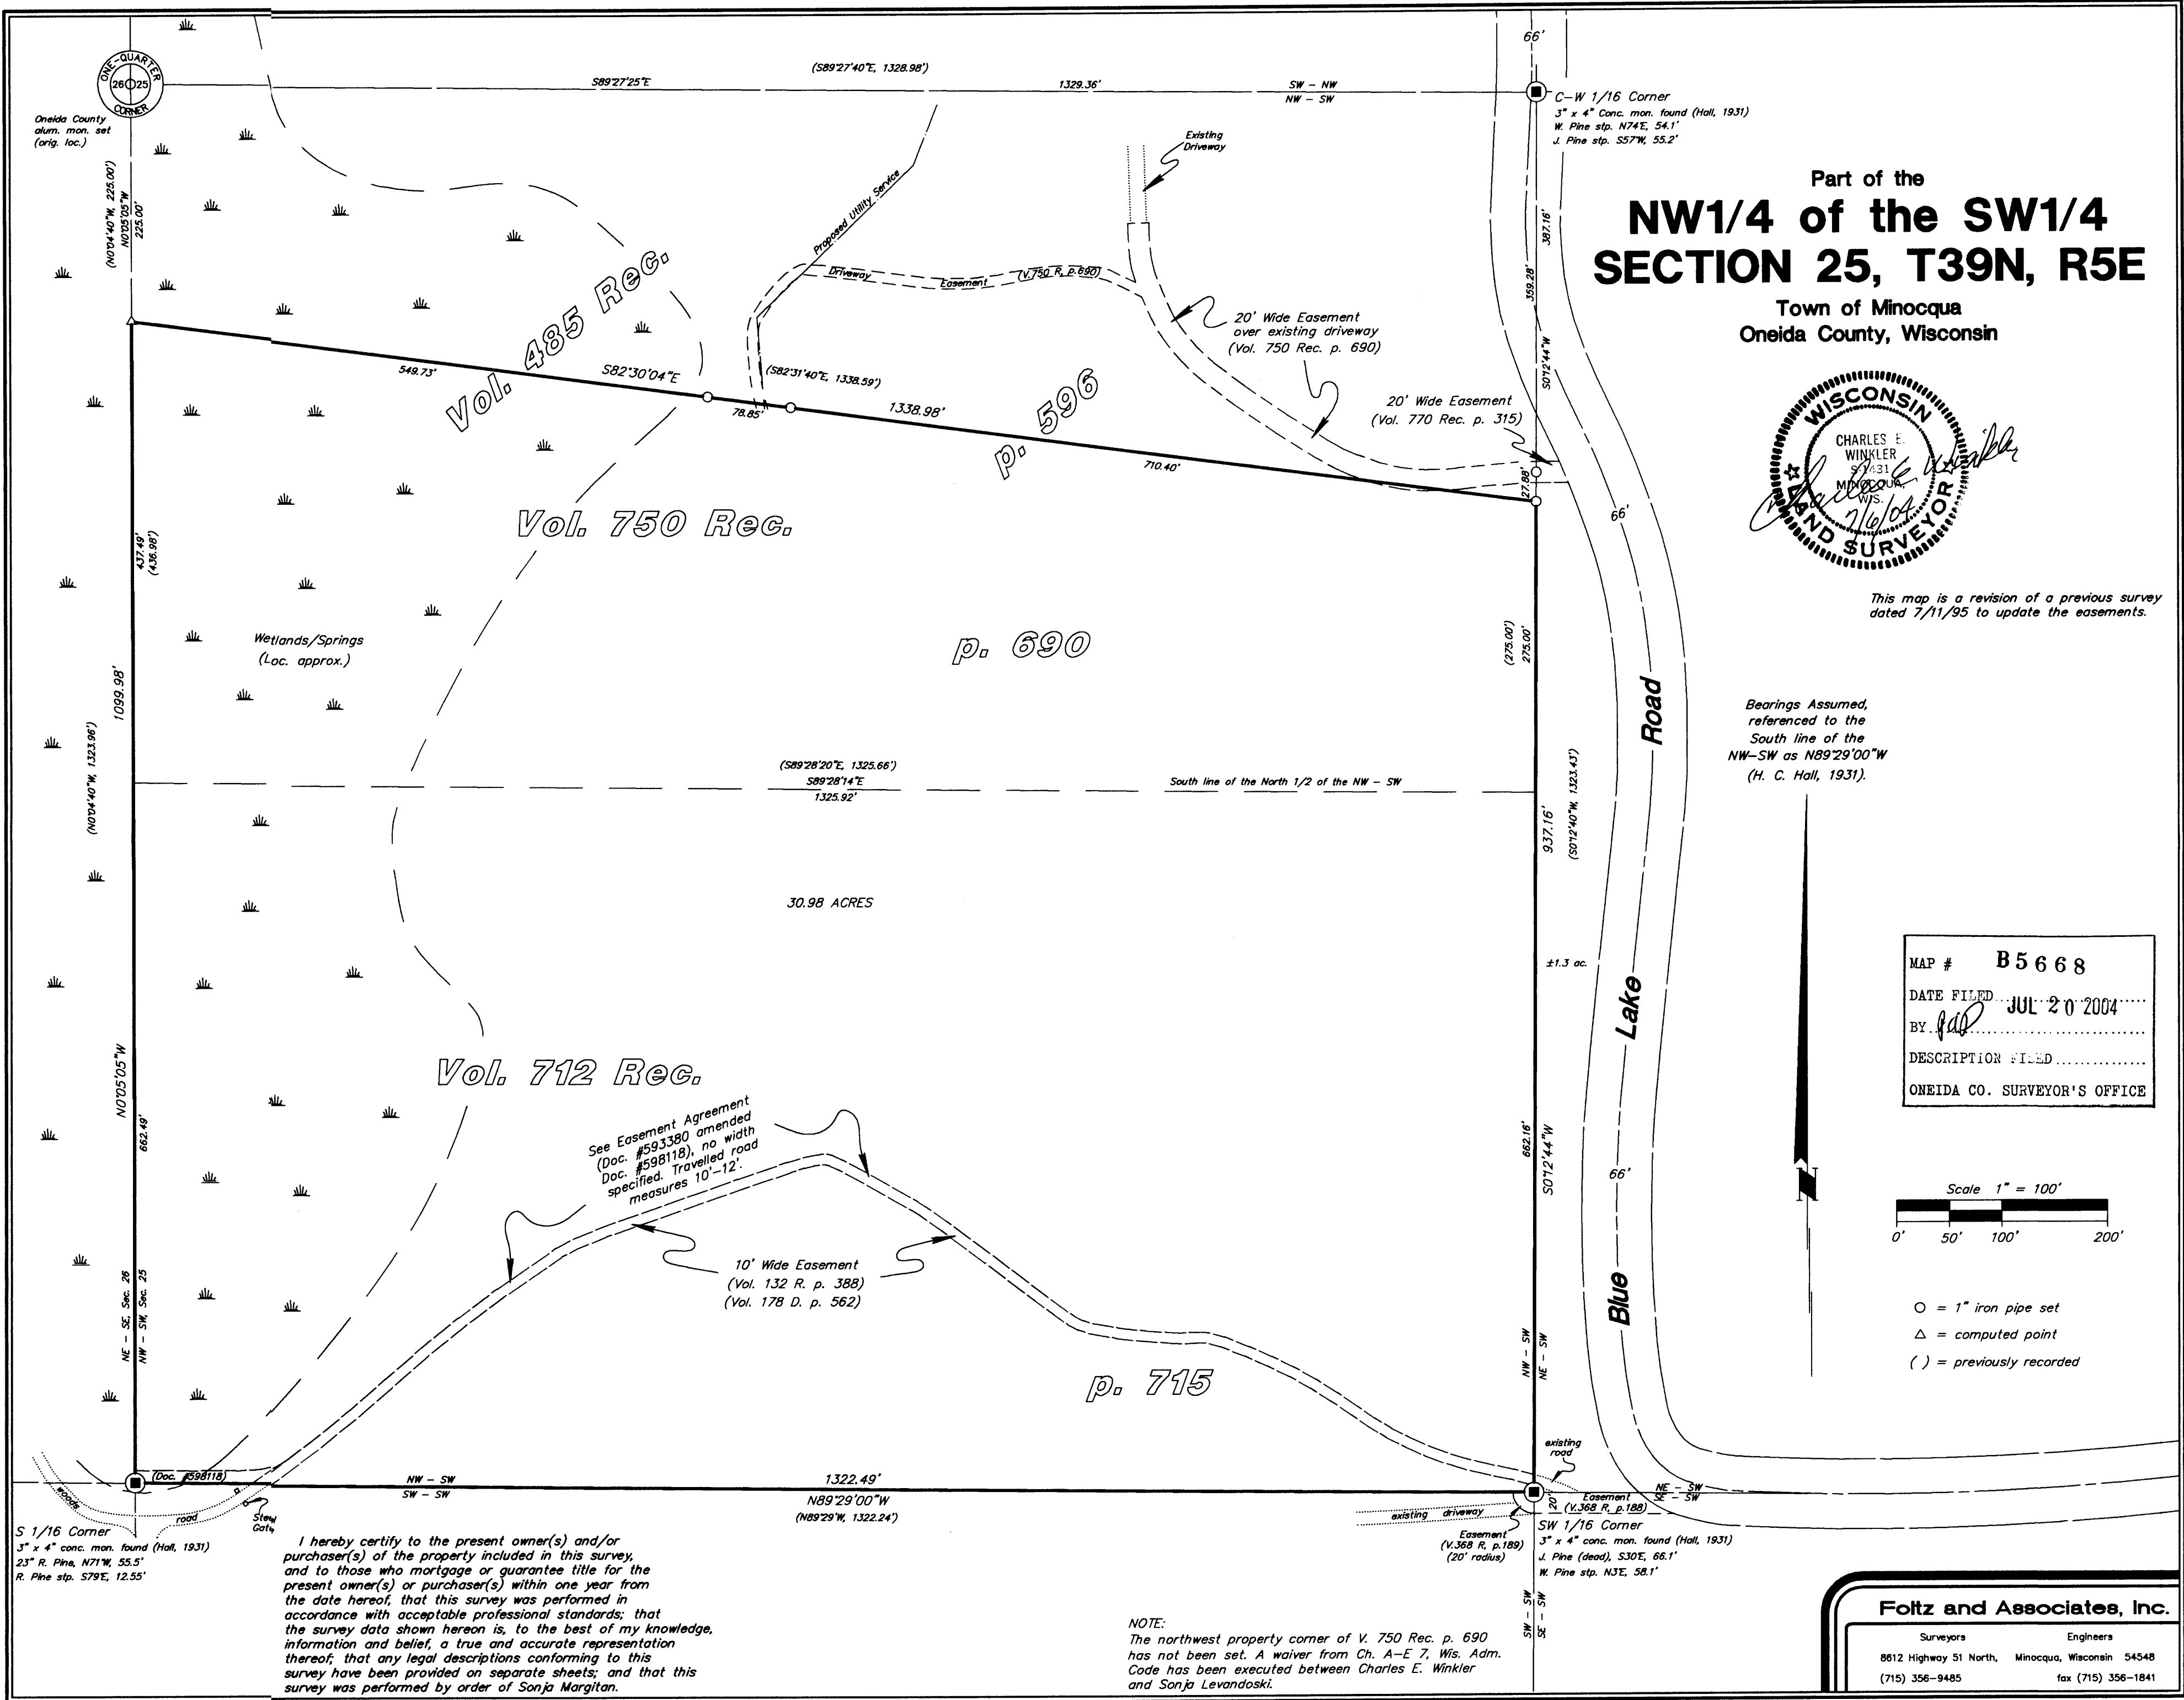 ONE-QUARTER
26 25
CORNER
Oneida County
alum. mon. set
(orig. loc.)
(S89°27'40"E, 1328.98')
S89°27'25"E
1329.36'
SW - NW
NW - SW
66'
C-W 1/16 Corner
3" x 4" Conc. mon. found (Hall, 1931)
W. Pine stp. N74°E, 54.1'
J. Pine stp. S57°W, 55.2'
Part of the
NW1/4 of the SW1/4
SECTION 25, T39N, R5E
Town of Minocqua
Oneida County, Wisconsin
(N0°04'40"W, 225.00')
N0°05'05"W
225.00'
Existing
Driveway
Proposed Utility Service
Driveway Easement (V.750 R, p.690)
20' Wide Easement
over existing driveway
(Vol. 750 Rec. p. 690)
387.16'
359.28'
S0°12'44"W
20' Wide Easement
(Vol. 770 Rec. p. 315)
27.88'
WISCONSIN
CHARLES E.
WINKLER
S-1431
MINOCQUA,
WIS.
LAND SURVEYOR
Charles E Winkler
7/6/04
This map is a revision of a previous survey
dated 7/11/95 to update the easements.
549.73'
S82°30'04"E
78.85'
(S82°31'40"E, 1338.59')
1338.98'
710.40'
Vol. 485 Rec.
p. 596
Vol. 750 Rec.
p. 690
437.49'
(436.98')
Wetlands/Springs
(Loc. approx.)
(275.00')
275.00'
66'
Bearings Assumed,
referenced to the
South line of the
NW-SW as N89°29'00"W
(H. C. Hall, 1931).
1099.98'
(N0°04'40"W, 1323.96')
(S89°28'20"E, 1325.66')
S89°28'14"E
1325.92'
South line of the North 1/2 of the NW - SW
937.16'
(S0°12'40"W, 1323.43')
30.98 ACRES
±1.3 ac.
Blue Lake Road
MAP # B5668
DATE FILED JUL 20 2004
BY
DESCRIPTION FILED
ONEIDA CO. SURVEYOR'S OFFICE
N0°05'05"W
662.49'
Vol. 712 Rec.
p. 715
See Easement Agreement
(Doc. #593380 amended
Doc. #598118), no width
specified. Travelled road
measures 10'-12'.
10' Wide Easement
(Vol. 132 R. p. 388)
(Vol. 178 D. p. 562)
662.16'
S0°12'44"W
66'
N
Scale 1" = 100'
0' 50' 100' 200'
O = 1" iron pipe set
△ = computed point
( ) = previously recorded
NE - SE, Sec. 26
NW - SW, Sec. 25
NW - SW
NE - SW
(Doc. #598118)
NW - SW
SW - SW
1322.49'
N89°29'00"W
(N89°29'W, 1322.24')
woods road
Steel
Gate
S 1/16 Corner
3" x 4" conc. mon. found (Hall, 1931)
23" R. Pine, N71°W, 55.5'
R. Pine stp. S79°E, 12.55'
existing
road
NE - SW
SE - SW
20'
Easement
(V.368 R, p.188)
existing driveway
Easement
(V.368 R, p.189)
(20' radius)
SW 1/16 Corner
3" x 4" conc. mon. found (Hall, 1931)
J. Pine (dead), S30°E, 66.1'
W. Pine stp. N3°E, 58.1'
SW - SW
SE - SW
I hereby certify to the present owner(s) and/or
purchaser(s) of the property included in this survey,
and to those who mortgage or guarantee title for the
present owner(s) or purchaser(s) within one year from
the date hereof, that this survey was performed in
accordance with acceptable professional standards; that
the survey data shown hereon is, to the best of my knowledge,
information and belief, a true and accurate representation
thereof; that any legal descriptions conforming to this
survey have been provided on separate sheets; and that this
survey was performed by order of Sonja Margitan.
NOTE:
The northwest property corner of V. 750 Rec. p. 690
has not been set. A waiver from Ch. A-E 7, Wis. Adm.
Code has been executed between Charles E. Winkler
and Sonja Levandoski.
Foltz and Associates, Inc.
Surveyors Engineers
8612 Highway 51 North, Minocqua, Wisconsin 54548
(715) 356-9485 fax (715) 356-1841